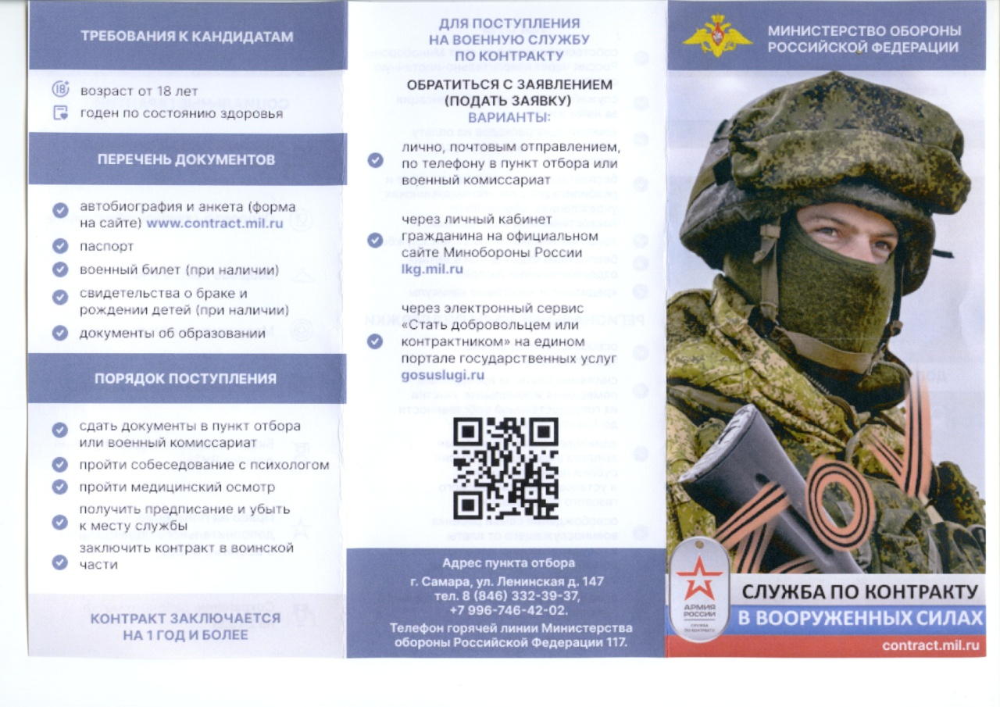 ТРЕБОВАНИЯ К КАНДИДАТАМ
18+
возраст от 18 лет
годен по состоянию здоровья
ПЕРЕЧЕНЬ ДОКУМЕНТОВ
автобиография и анкета (форма
на сайте) www.contract.mil.ru
паспорт
военный билет (при наличии)
свидетельства о браке и
рождении детей (при наличии)
документы об образовании
ПОРЯДОК ПОСТУПЛЕНИЯ
сдать документы в пункт отбора
или военный комиссариат
пройти собеседование с психологом
пройти медицинский осмотр
получить предписание и убыть
к месту службы
заключить контракт в воинской
части
КОНТРАКТ ЗАКЛЮЧАЕТСЯ
НА 1 ГОД И БОЛЕЕ
ДЛЯ ПОСТУПЛЕНИЯ
НА ВОЕННУЮ СЛУЖБУ
ПО КОНТРАКТУ
ОБРАТИТЬСЯ С ЗАЯВЛЕНИЕМ
(ПОДАТЬ ЗАЯВКУ)
ВАРИАНТЫ:
лично, почтовым отправлением,
по телефону в пункт отбора или
военный комиссариат
через личный кабинет
гражданина на официальном
сайте Минобороны России
lkg.mil.ru
через электронный сервис
«Стать добровольцем или
контрактником» на едином
портале государственных услуг
gosuslugi.ru
Адрес пункта отбора
г. Самара, ул. Ленинская д. 147
тел. 8 (846) 332-39-37,
+7 996-746-42-02.
Телефон горячей линии Министерства
обороны Российской Федерации 117.
МИНИСТЕРСТВО ОБОРОНЫ
РОССИЙСКОЙ ФЕДЕРАЦИИ
АРМИЯ
РОССИИ
СЛУЖБА
ПО КОНТРАКТУ
СЛУЖБА ПО КОНТРАКТУ
В ВООРУЖЕННЫХ СИЛАХ
contract.mil.ru